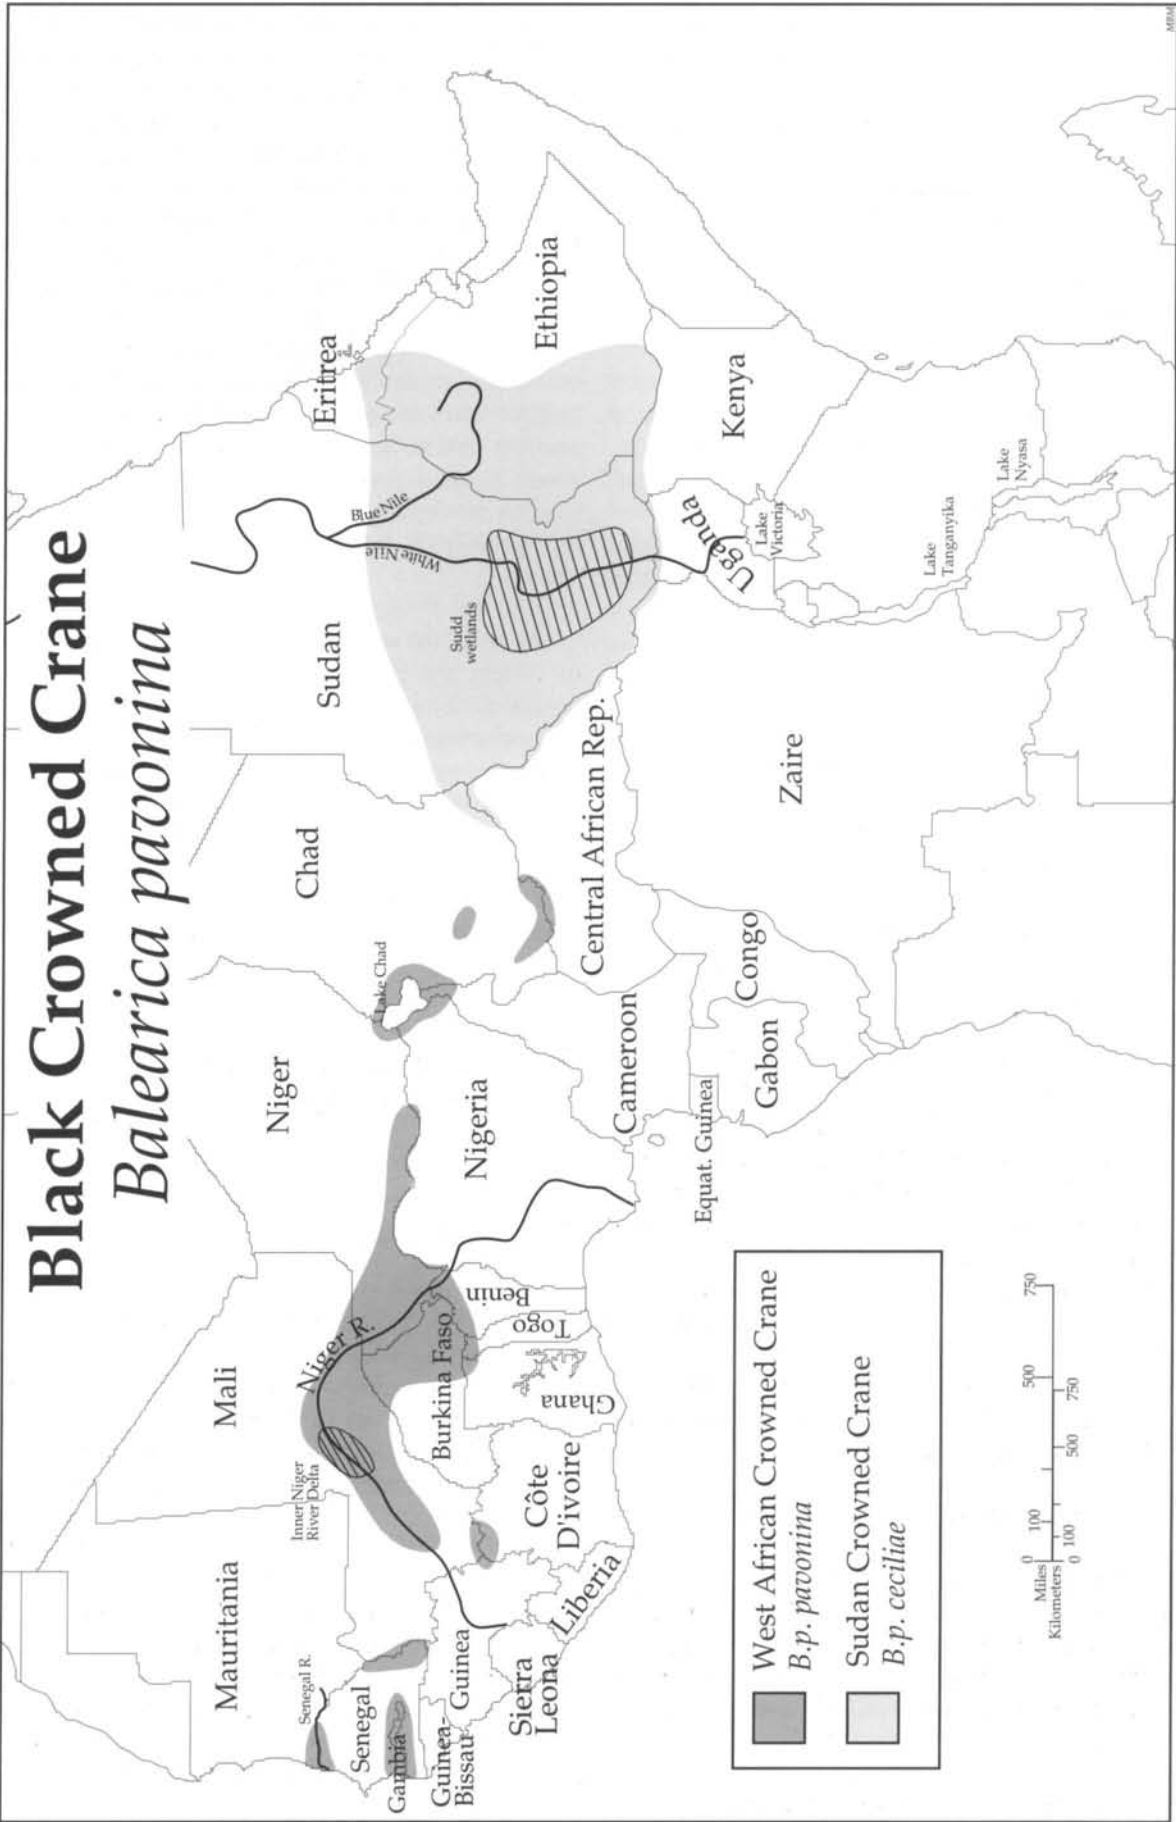 Black Crowned Crane
Balearica pavonina
Mauritania
Mali
Niger
Chad
Sudan
Eritrea
Ethiopia
Senegal R.
Senegal
Gambia
Guinea-
Bissau
Guinea
Sierra
Leona
Liberia
Inner Niger
River Delta
Niger R.
Burkina Faso
Côte
D'ivoire
Ghana
Togo
Benin
Nigeria
Lake Chad
Cameroon
Equat. Guinea
Gabon
Congo
Central African Rep.
Zaire
Sudd
wetlands
White Nile
Blue Nile
Uganda
Kenya
Lake
Victoria
Lake
Tanganyika
Lake
Nyasa
West African Crowned Crane
B.p. pavonina
Sudan Crowned Crane
B.p. ceciliae
0 100 500 750
Miles
Kilometers
0 100 500 750
MBM